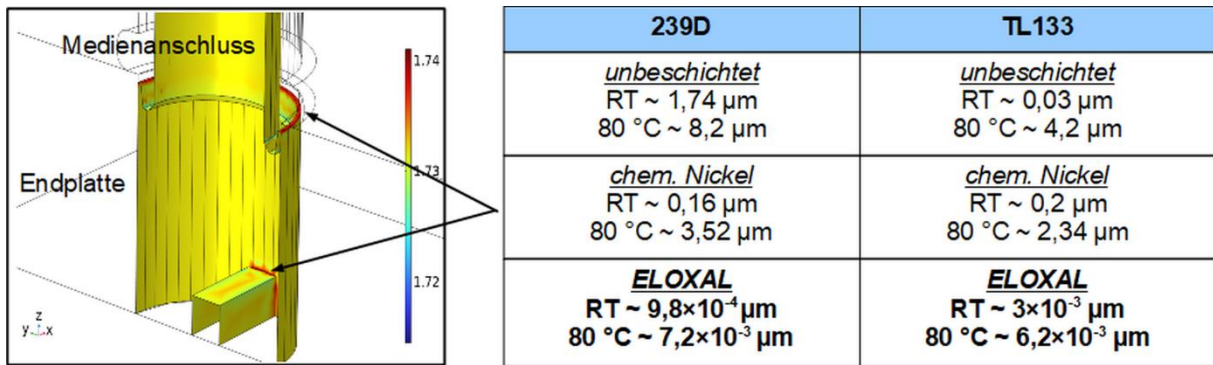 Medienanschluss
Endplatte
1.74
1.73
1.72
z
y x
239D
TL133
unbeschichtet
RT ~ 1,74 µm
80 °C ~ 8,2 µm
unbeschichtet
RT ~ 0,03 µm
80 °C ~ 4,2 µm
chem. Nickel
RT ~ 0,16 µm
80 °C ~ 3,52 µm
chem. Nickel
RT ~ 0,2 µm
80 °C ~ 2,34 µm
ELOXAL
RT ~ 9,8×10⁻⁴ µm
80 °C ~ 7,2×10⁻³ µm
ELOXAL
RT ~ 3×10⁻³ µm
80 °C ~ 6,2×10⁻³ µm